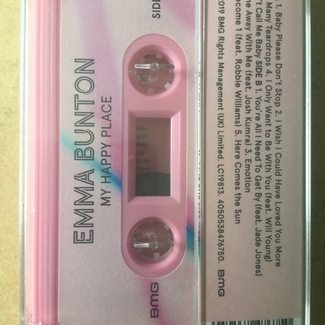 EMMA BUNTON
MY HAPPY PLACE
SIDE
BMG
1. Baby Please Don't Stop 2. I Wish I Could Have Loved You More
Many Teardrops 4. I Only Want to Be With You (feat. Will Young)
't Call Me Baby SIDE B 1. You're All I Need To Get By (feat. Jade Jones)
me Away With Me (feat. Josh Kumra) 3. Emotion
ecome 1 (feat. Robbie Williams) 5. Here Comes the Sun
2019 BMG Rights Management (UK) Limited. LC19813. 4050538476750. BMG